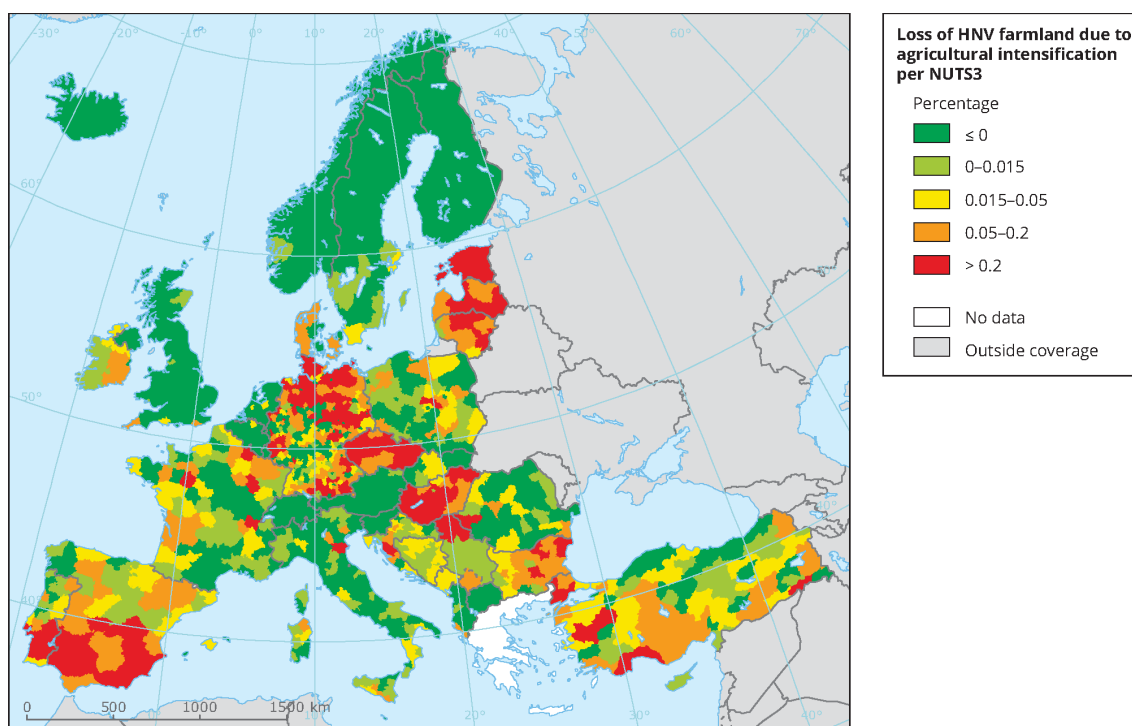 -30° -20° -10° 0° 10° 20° 30° 40° 50° 60° 70°
Loss of HNV farmland due to
agricultural intensification
per NUTS3
Percentage
≤ 0
0–0.015
0.015–0.05
0.05–0.2
> 0.2
No data
Outside coverage
60°
50°
40°
40°
0 500 1000 1500 km
10° 20° 30° 40°